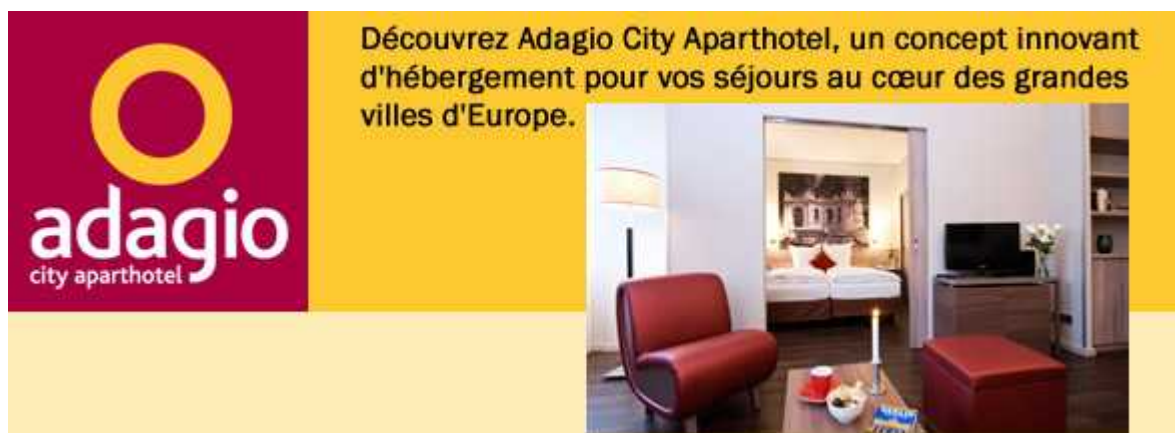 Découvrez Adagio City Aparthotel, un concept innovant
d'hébergement pour vos séjours au cœur des grandes
villes d'Europe.
adagio
city aparthotel